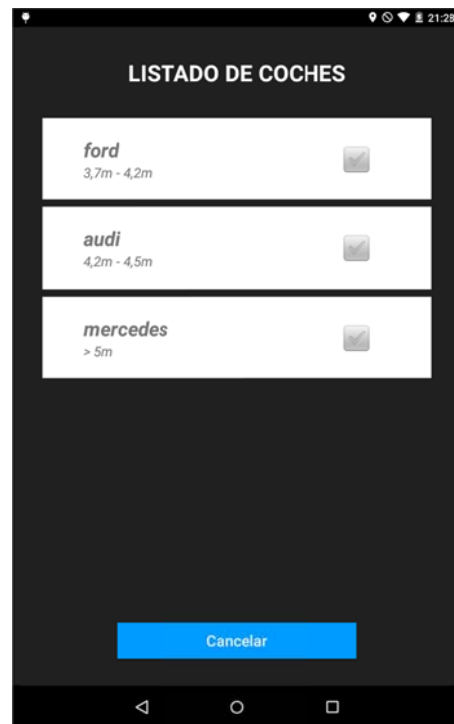 21:28
LISTADO DE COCHES
ford
3,7m - 4,2m
audi
4,2m - 4,5m
mercedes
> 5m
Cancelar